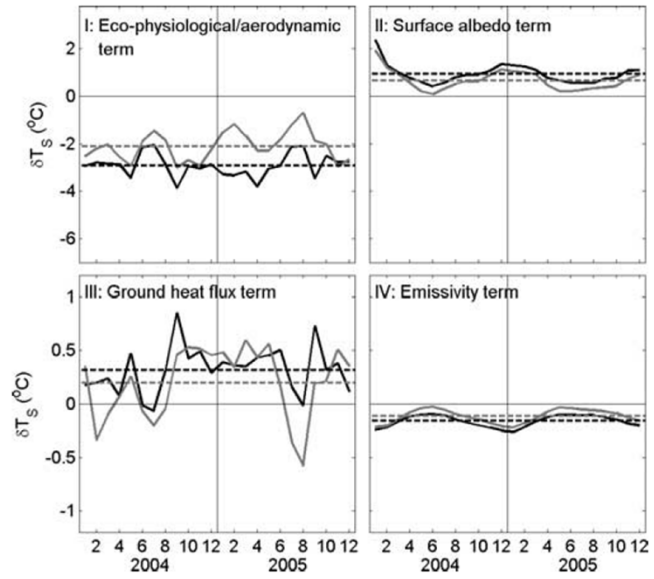 I: Eco-physiological/aerodynamic
term
II: Surface albedo term
2
0
-2
-4
-6
δT_S (°C)
III: Ground heat flux term
IV: Emissivity term
1
0.5
0
-0.5
-1
δT_S (°C)
2 4 6 8 10 12 2 4 6 8 10 12 2 4 6 8 10 12 2 4 6 8 10 12
2004 2005 2004 2005